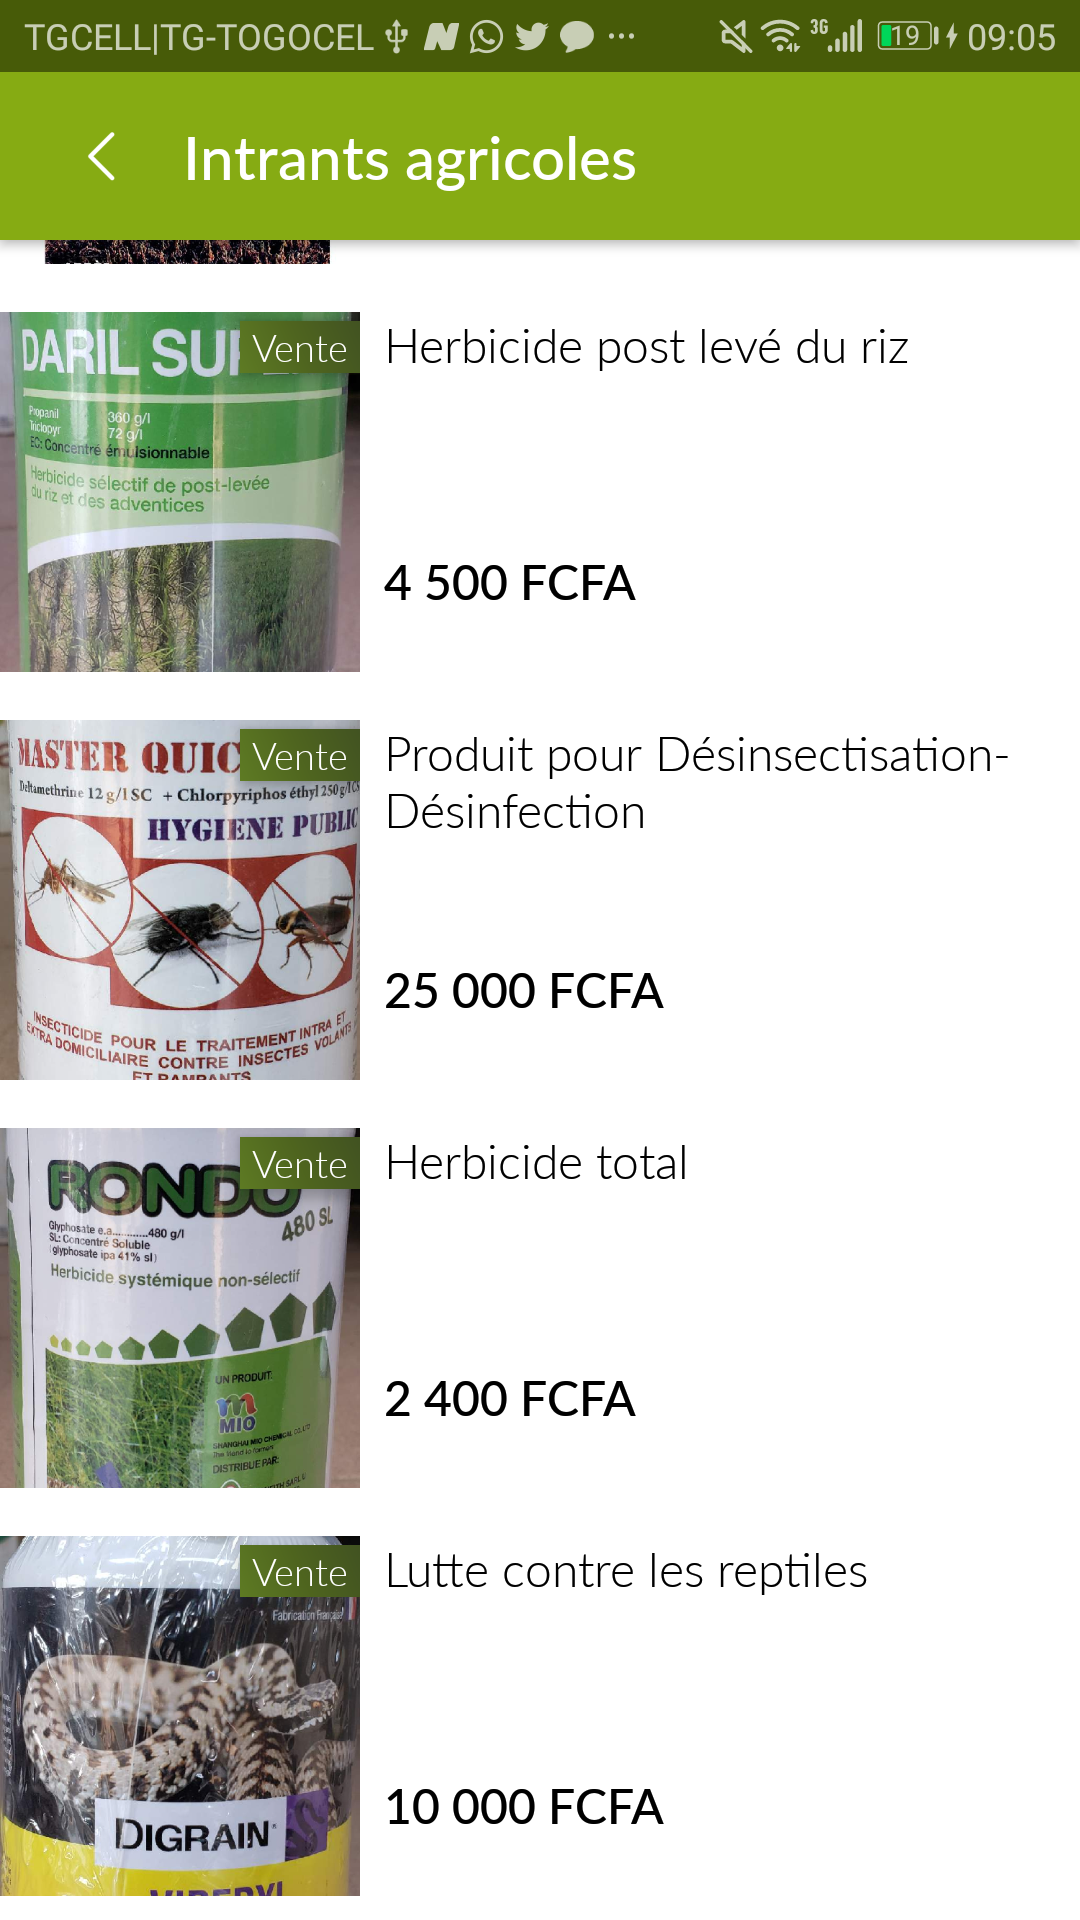 TGCELL|TG-TOGOCEL 3G 19 09:05
Intrants agricoles
DARIL
Vente
Propanil 360 g/l
Triclopyr 72 g/l
EC: Concentré émulsionnable
Herbicide sélectif de post-levée
du riz et des adventices
Herbicide post levé du riz
4 500 FCFA
MASTER
Vente
Deltamethrine 12 g/l SC + Chlorpyriphos éthyl 250 g/l
HYGIENE
INSECTICIDE POUR LE TRAITEMENT INTRA ET
EXTRA DOMICILIAIRE CONTRE INSECTES VOLANTS
ET RAMPANTS
Produit pour Désinsectisation-
Désinfection
25 000 FCFA
RONDO
Vente
480 SL
Glyphosate e.a............480 g/l
SL: Concentré Soluble
(glyphosate ipa 41% sl)
Herbicide systémique non-sélectif
UN PRODUIT:
MIO
SHANGHAI MIO CHEMICAL CO., LTD
DISTRIBUE PAR:
Herbicide total
2 400 FCFA
Vente
Fabrication Française
DIGRAIN
Lutte contre les reptiles
10 000 FCFA